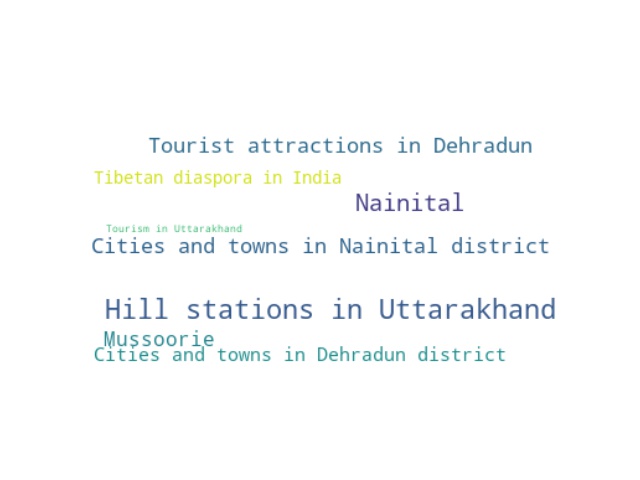 Tourist attractions in Dehradun
Tibetan diaspora in India
Nainital
Tourism in Uttarakhand
Cities and towns in Nainital district
Hill stations in Uttarakhand
Mussoorie
Cities and towns in Dehradun district